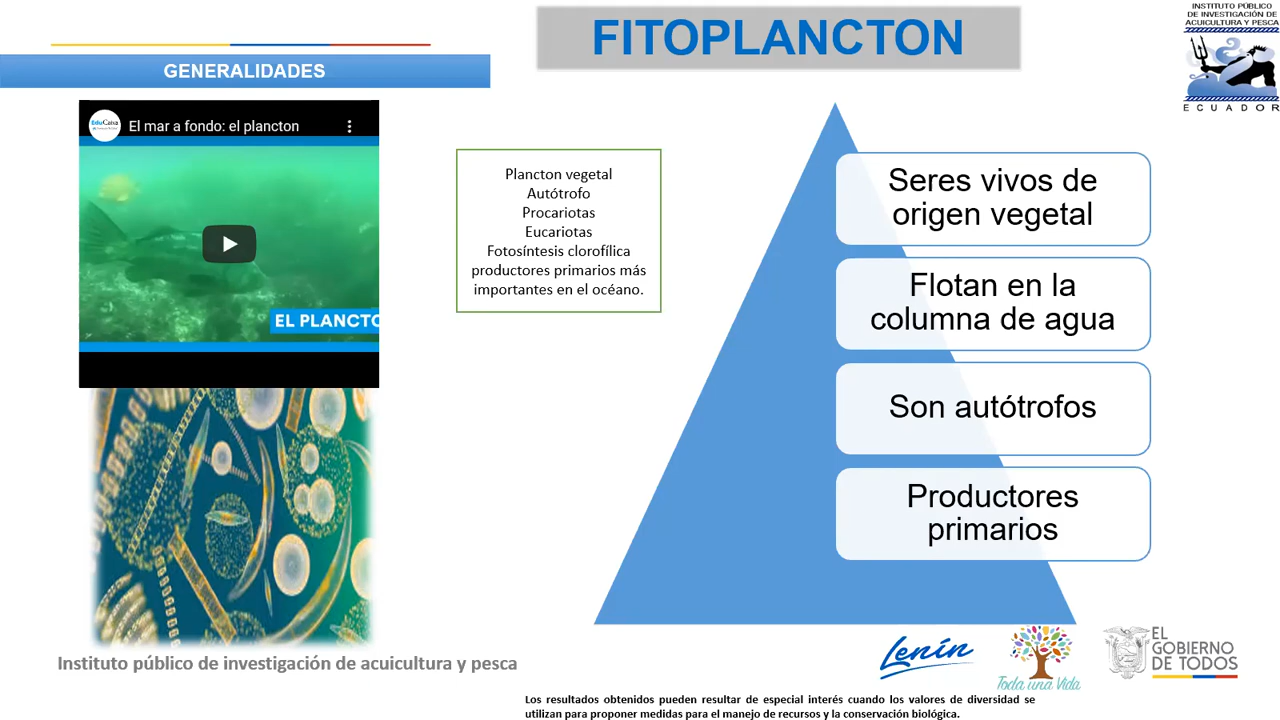 FITOPLANCTON
INSTITUTO PÚBLICO
DE INVESTIGACIÓN DE
ACUICULTURA Y PESCA
ECUADOR
GENERALIDADES
EduCaixa
El mar a fondo: el plancton
EL PLANCTO
Plancton vegetal
Autótrofo
Procariotas
Eucariotas
Fotosíntesis clorofílica
productores primarios más
importantes en el océano.
Seres vivos de
origen vegetal
Flotan en la
columna de agua
Son autótrofos
Productores
primarios
Instituto público de investigación de acuicultura y pesca
Lenín
Toda una Vida
EL
GOBIERNO
DE TODOS
Los resultados obtenidos pueden resultar de especial interés cuando los valores de diversidad se
utilizan para proponer medidas para el manejo de recursos y la conservación biológica.